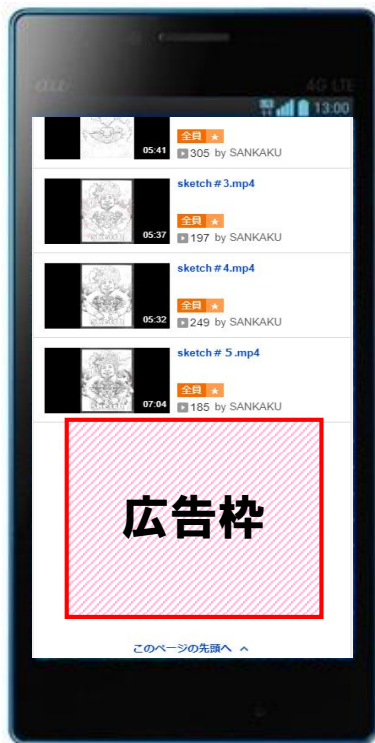 au
4G LTE
13:00
05:41
全員 ★
305 by SANKAKU
sketch#3.mp4
05:37
全員 ★
197 by SANKAKU
sketch#4.mp4
05:32
全員 ★
249 by SANKAKU
sketch#５.mp4
07:04
全員 ★
185 by SANKAKU
広告枠
このページの先頭へ ^